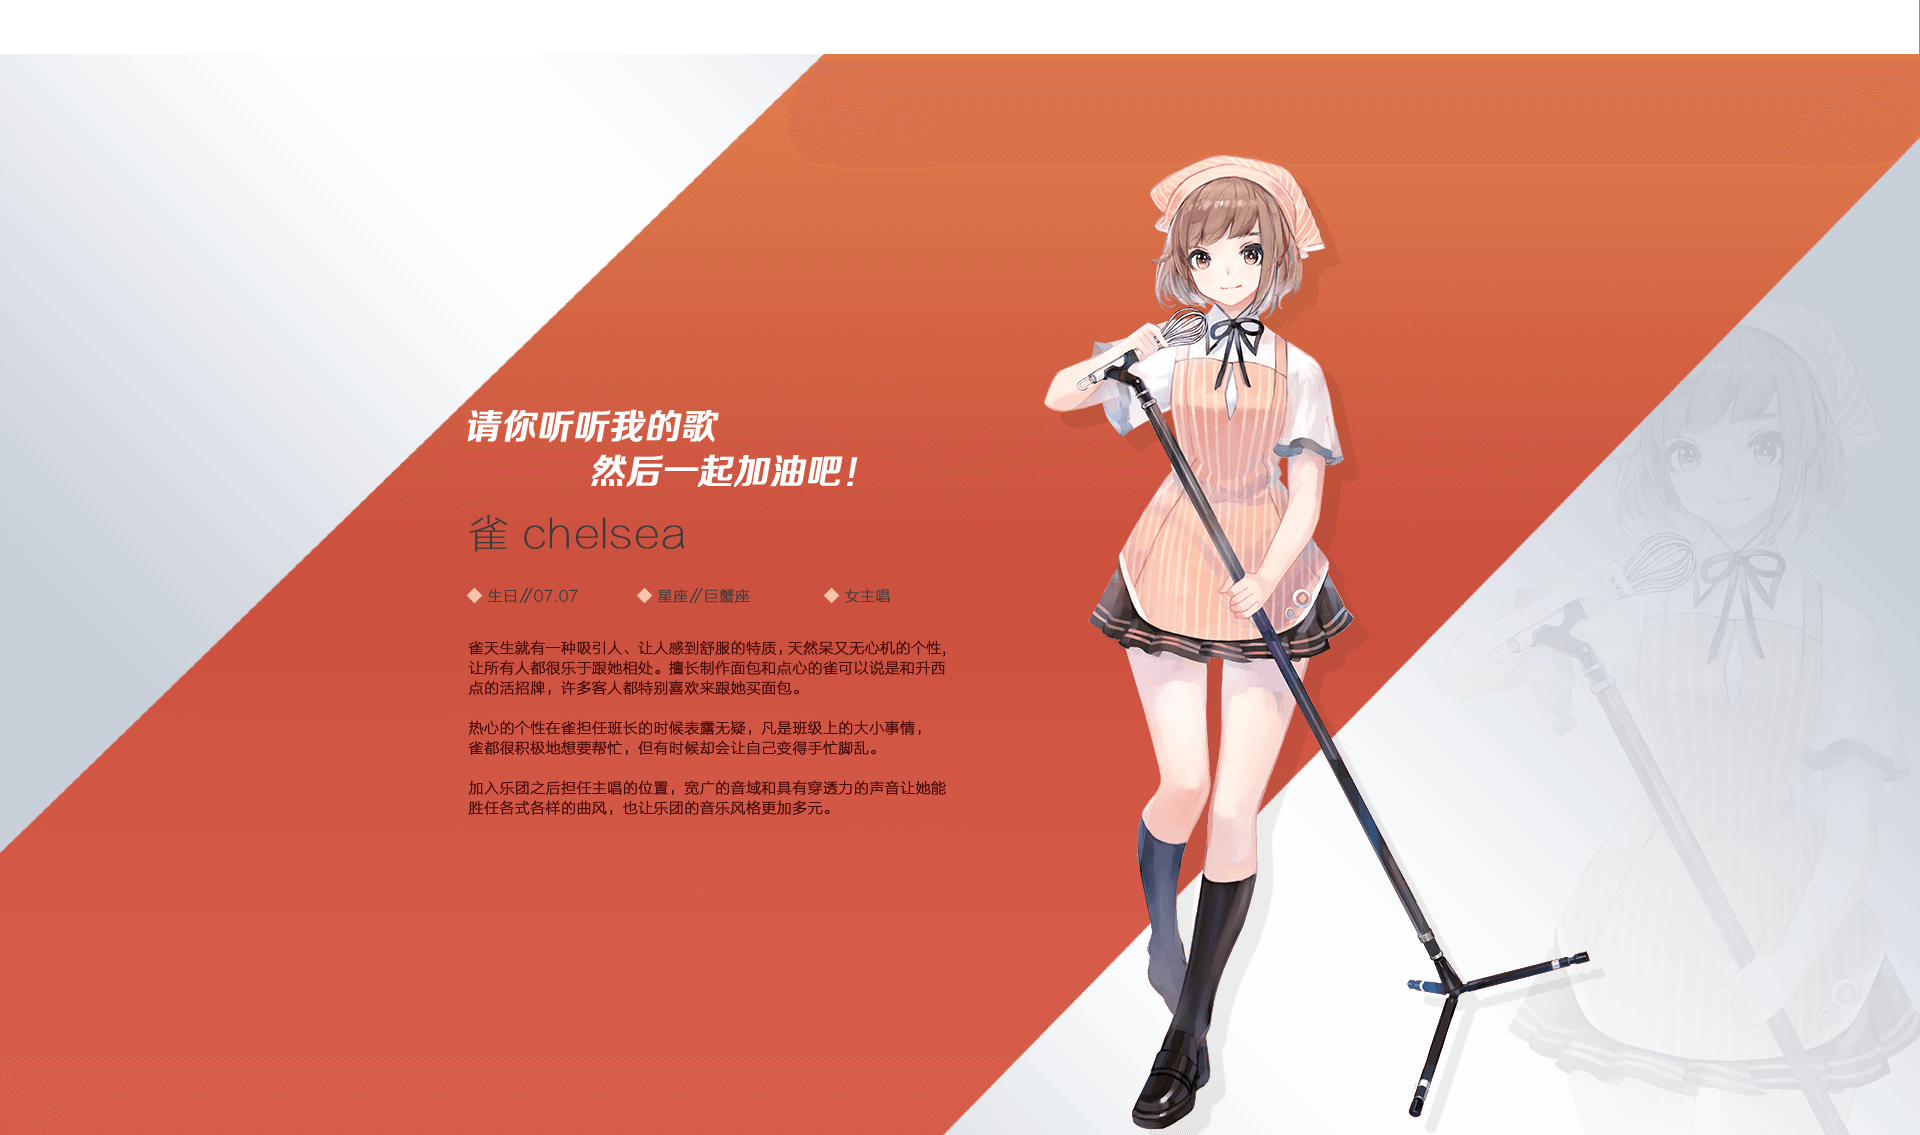 请你听听我的歌
然后一起加油吧！
雀 chelsea
生日//07.07
星座//巨蟹座
女主唱
雀天生就有一种吸引人、让人感到舒服的特质，天然呆又无心机的个性，
让所有人都很乐于跟她相处。擅长制作面包和点心的雀可以说是和升西
点的活招牌，许多客人都特别喜欢来跟她买面包。
热心的个性在雀担任班长的时候表露无疑，凡是班级上的大小事情，
雀都很积极地想要帮忙，但有时候却会让自己变得手忙脚乱。
加入乐团之后担任主唱的位置，宽广的音域和具有穿透力的声音让她能
胜任各式各样的曲风，也让乐团的音乐风格更加多元。